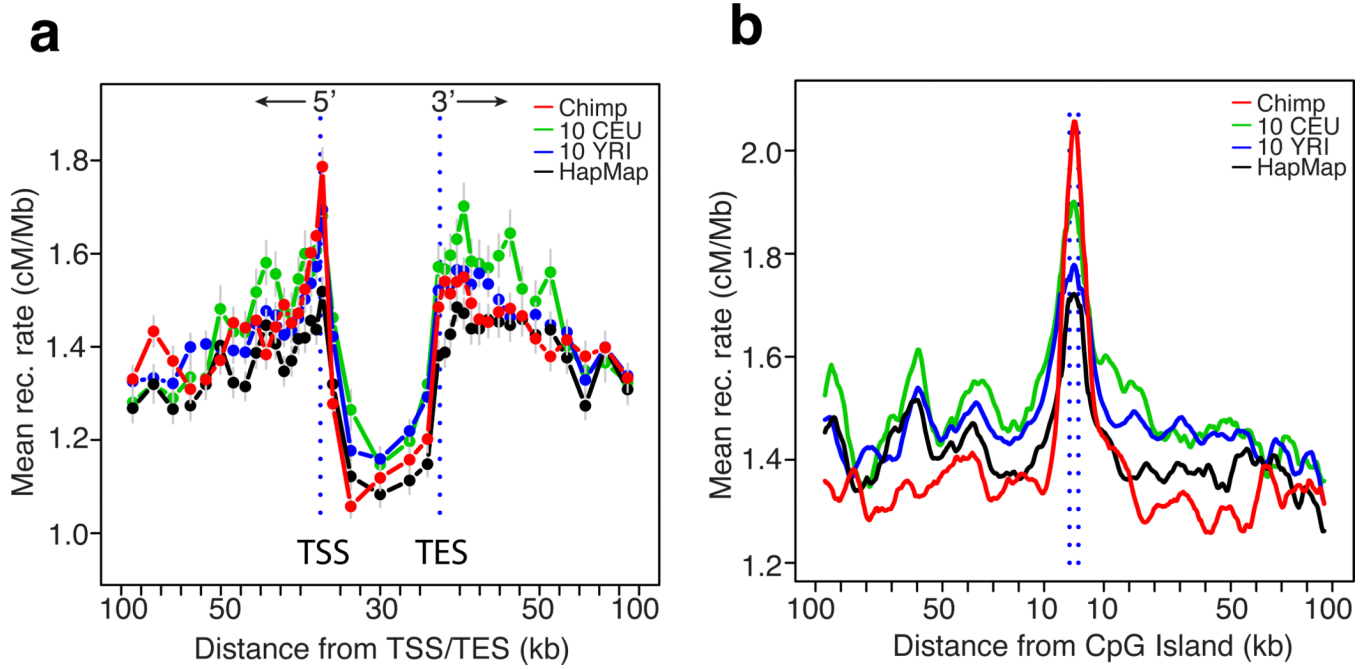 a
5' 3'
Chimp
10 CEU
10 YRI
HapMap
Mean rec. rate (cM/Mb)
1.8
1.6
1.4
1.2
1.0
TSS TES
100 50 30 50 100
Distance from TSS/TES (kb)
b
Chimp
10 CEU
10 YRI
HapMap
Mean rec. rate (cM/Mb)
2.0
1.8
1.6
1.4
1.2
100 50 10 10 50 100
Distance from CpG Island (kb)